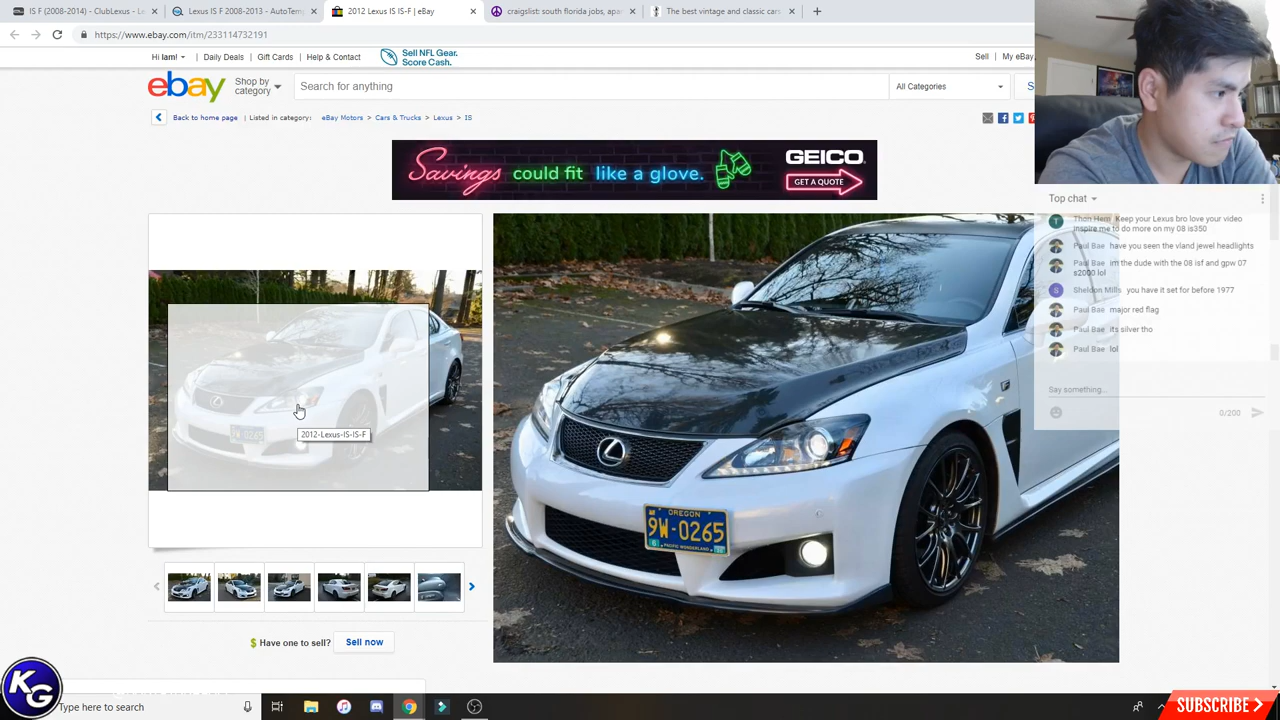 IS F (2008-2014) - ClubLexus - Le
Lexus IS F 2008-2013 - AutoTemp
2012 Lexus IS IS-F | eBay
craigslist: south florida jobs, apa
The best vintage and classic cars
https://www.ebay.com/itm/233114732191
Hi Iam!
Daily Deals
Gift Cards
Help & Contact
Sell NFL Gear.
Score Cash.
Sell
My eBay
ebay
Shop by
category
Search for anything
All Categories
Back to home page
Listed in category:
eBay Motors > Cars & Trucks > Lexus > IS
Savings could fit like a glove.
GEICO
GET A QUOTE
Top chat
Thon Hem Keep your Lexus bro love your video
inspire me to do more on my 08 is350
Paul Bae have you seen the vland jewel headlights
Paul Bae im the dude with the 08 isf and gpw 07
s2000 lol
Sheldon Mills you have it set for before 1977
Paul Bae major red flag
Paul Bae its silver tho
Paul Bae lol
Say something...
0/200
2012-Lexus-IS-IS-F
OREGON
9W-0265
PACIFIC WONDERLAND
$ Have one to sell?
Sell now
KG
Type here to search
SUBSCRIBE